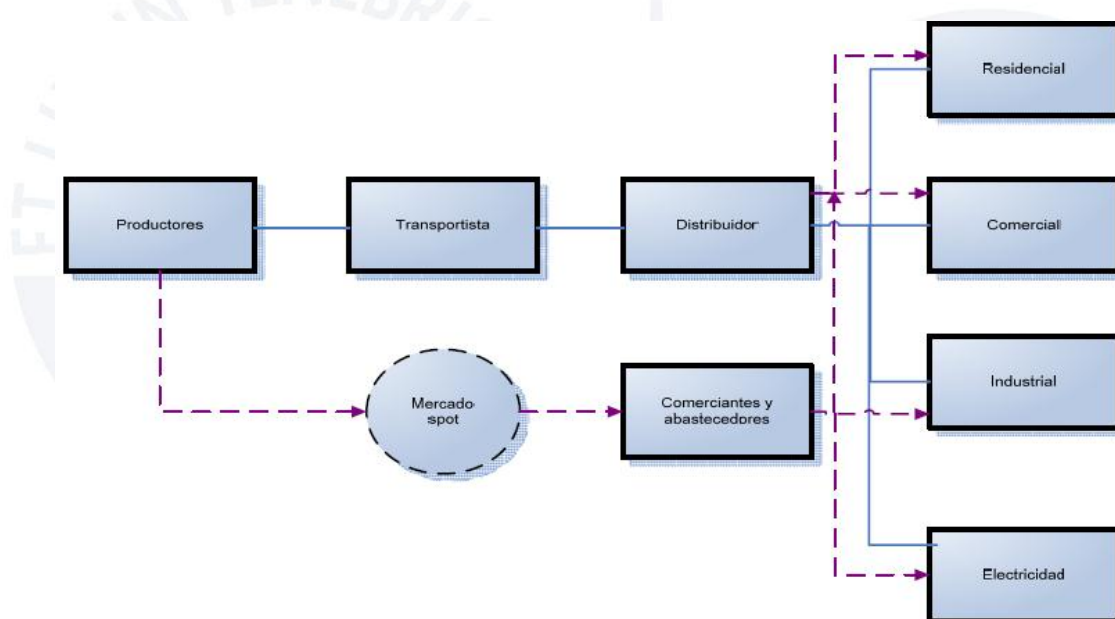 Residencial
Productores
Transportista
Distribuidor
Comercial
Mercado
spot
Comerciantes y
abastecedores
Industrial
Electricidad